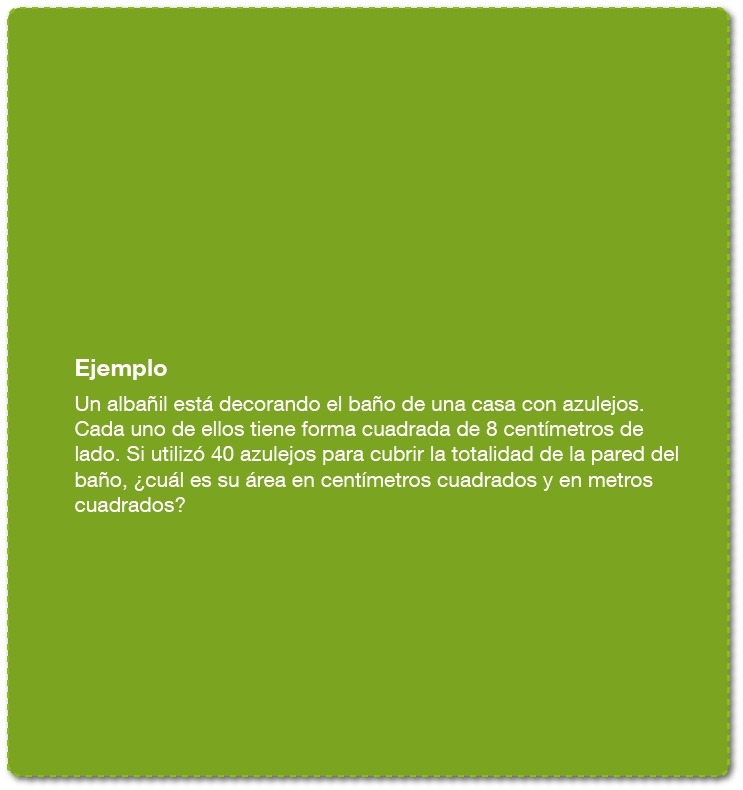 Ejemplo
Un albañil está decorando el baño de una casa con azulejos.
Cada uno de ellos tiene forma cuadrada de 8 centímetros de
lado. Si utilizó 40 azulejos para cubrir la totalidad de la pared del
baño, ¿cuál es su área en centímetros cuadrados y en metros
cuadrados?